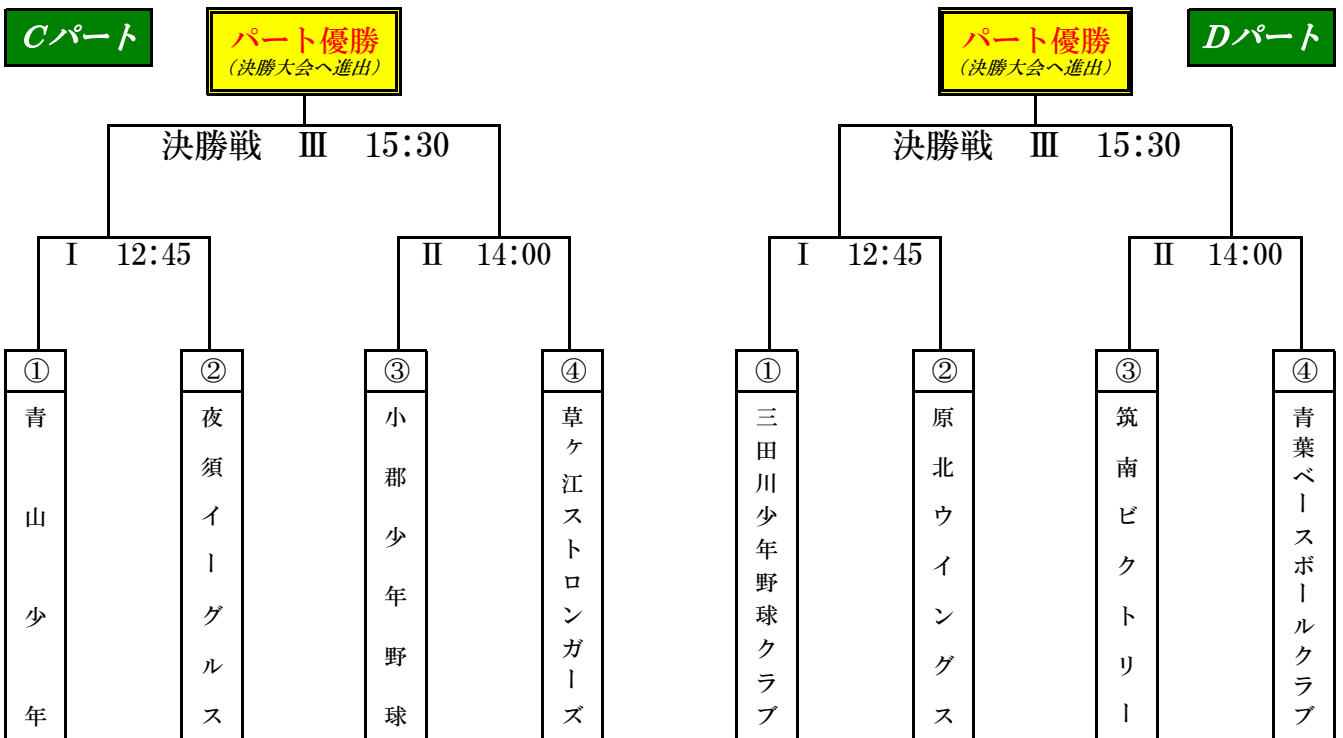 Cパート
パート優勝
（決勝大会へ進出）
決勝戦　Ⅲ　15:30
Ⅰ　12:45
Ⅱ　14:00
①
青山少年
②
夜須イーグルス
③
小郡少年野球
④
草ヶ江ストロンガーズ
Dパート
パート優勝
（決勝大会へ進出）
決勝戦　Ⅲ　15:30
Ⅰ　12:45
Ⅱ　14:00
①
三田川少年野球クラブ
②
原北ウイングス
③
筑南ビクトリー
④
青葉ベースボールクラブ